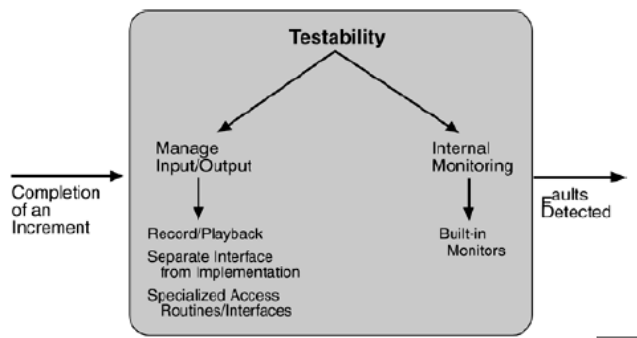 Testability
Manage
Input/Output
Internal
Monitoring
Completion
of an
Increment
Faults
Detected
Record/Playback
Separate Interface
from Implementation
Specialized Access
Routines/Interfaces
Built-in
Monitors